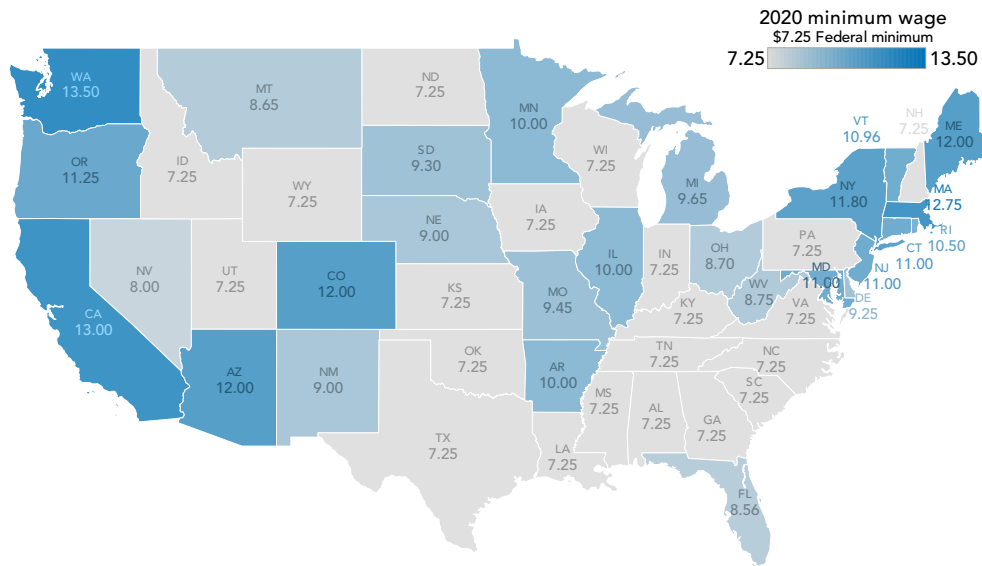 2020 minimum wage
$7.25 Federal minimum
7.25 13.50
WA
13.50
MT
8.65
ND
7.25
MN
10.00
VT
10.96
NH
7.25
ME
12.00
OR
11.25
ID
7.25
SD
9.30
WI
7.25
MI
9.65
NY
11.80
MA
12.75
WY
7.25
RI
10.50
IA
7.25
NE
9.00
PA
7.25
CT
11.00
NV
8.00
UT
7.25
CO
12.00
IL
10.00
IN
7.25
OH
8.70
MD
11.00
NJ
11.00
CA
13.00
KS
7.25
MO
9.45
KY
7.25
WV
8.75
VA
7.25
DE
9.25
AZ
12.00
NM
9.00
OK
7.25
AR
10.00
TN
7.25
NC
7.25
SC
7.25
MS
7.25
AL
7.25
GA
7.25
TX
7.25
LA
7.25
FL
8.56